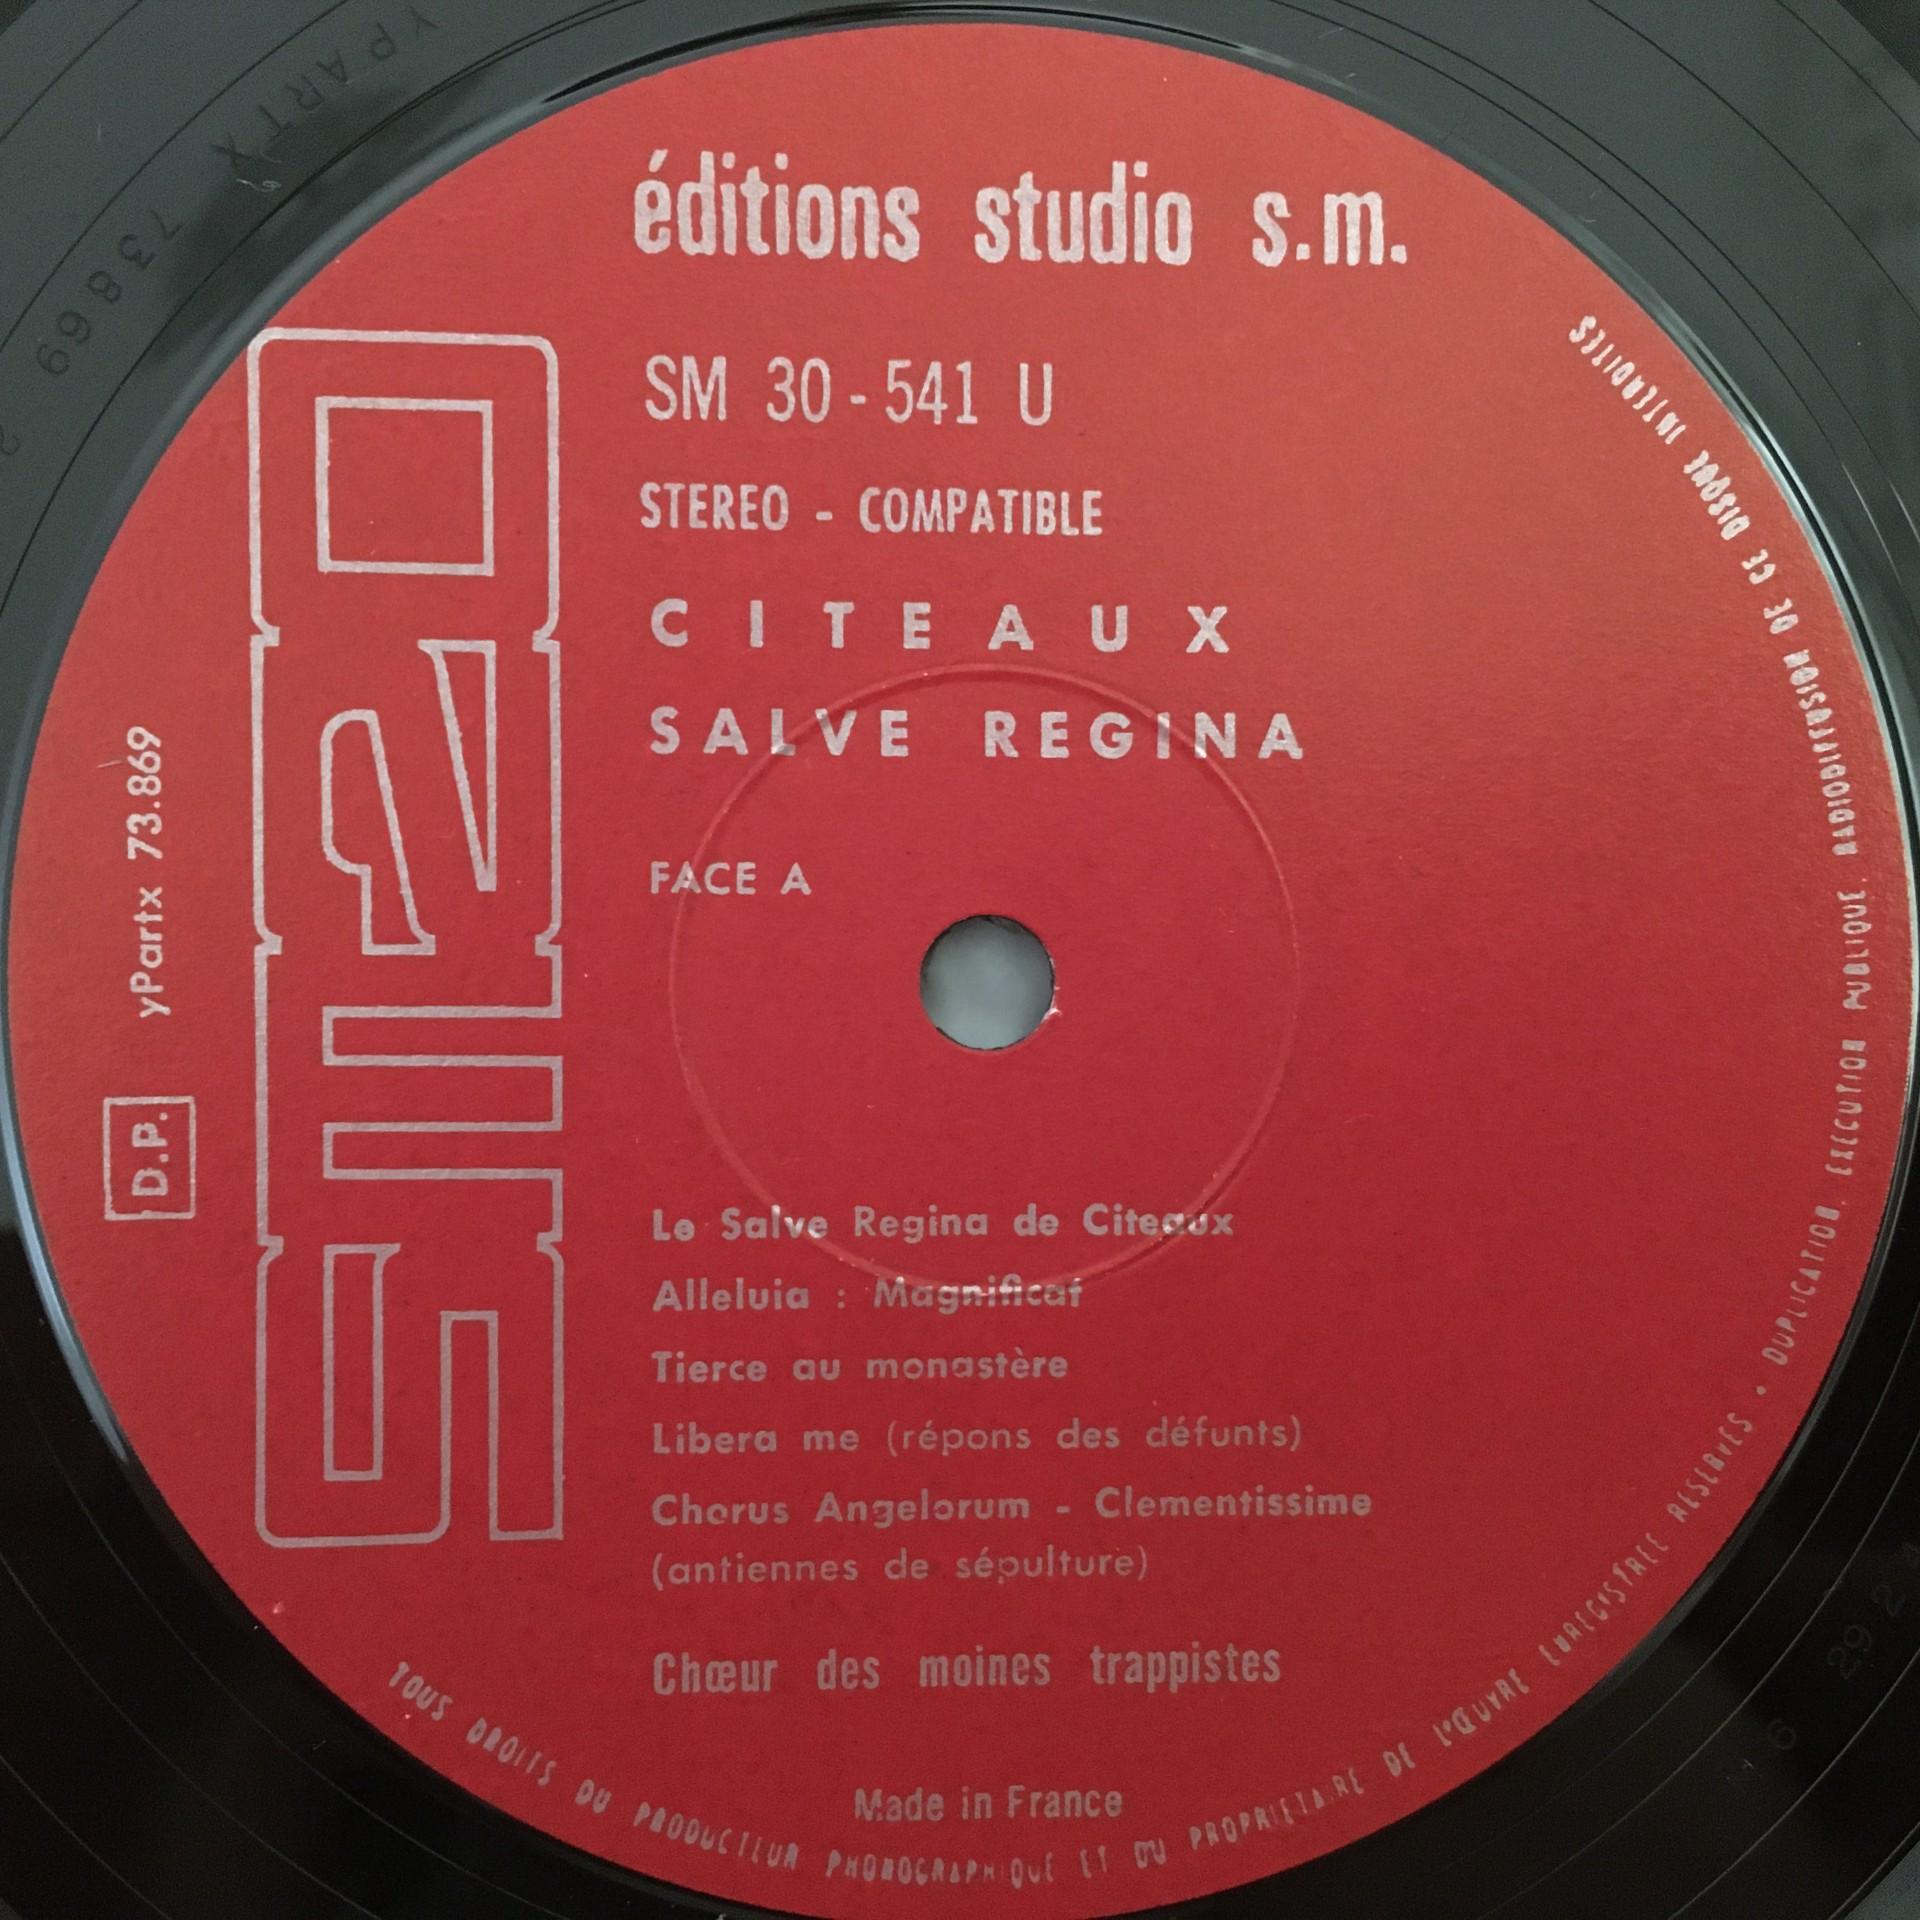 éditions studio s.m.
SM 30-541 U
STEREO - COMPATIBLE
CITEAUX
SALVE REGINA
FACE A
Le Salve Regina de Citeaux
Alleluia : Magnificat
Tierce au monastère
Libera me (répons des défunts)
Chorus Angelorum - Clementissime
(antiennes de sépulture)
Chœur des moines trappistes
Made in France
D.P. yPartx 73.869
TOUS DROITS DU PRODUCTEUR PHONOGRAPHIQUE ET DU PROPRIETAIRE DE L'ŒUVRE ENREGISTREE RESERVES • DUPLICATION, EXECUTION PUBLIQUE RADIODIFFUSION DE CE DISQUE INTERDITES
YPARTX 73869 2